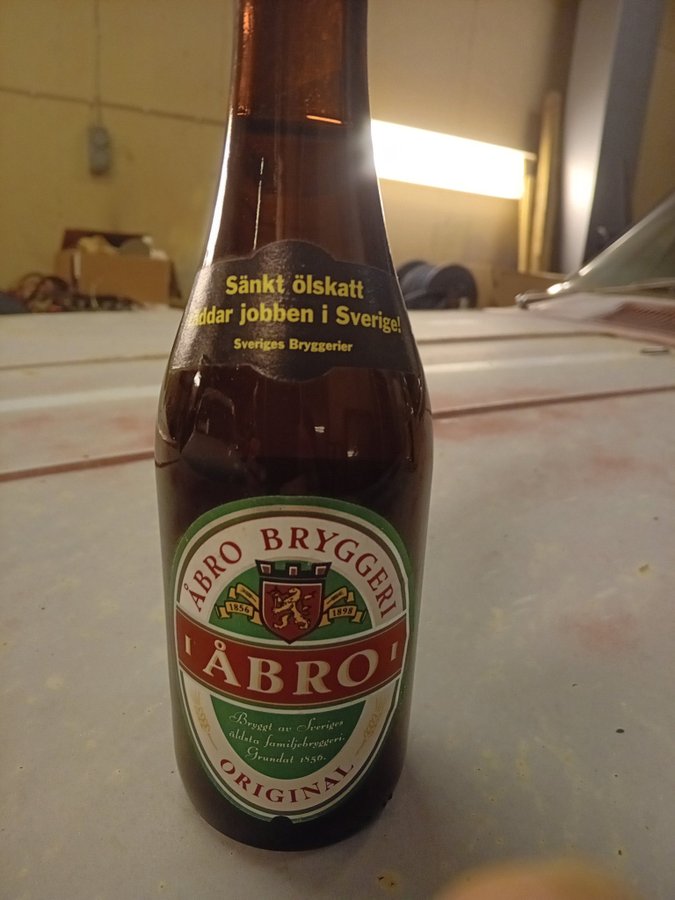 Sänkt ölskatt
ddar jobben i Sverige!
Sveriges Bryggerier
ÅBRO BRYGGERI
1856 1898
I ÅBRO I
Bryggt av Sveriges
äldsta familjebryggeri.
Grundat 1856.
ORIGINAL